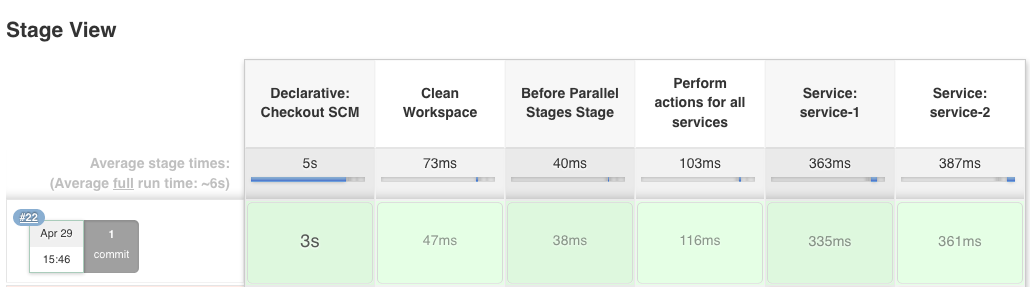 Stage View
Declarative:
Checkout SCM
Clean
Workspace
Before Parallel
Stages Stage
Perform
actions for all
services
Service:
service-1
Service:
service-2
Average stage times:
(Average full run time: ~6s)
5s
73ms
40ms
103ms
363ms
387ms
#22
Apr 29
15:46
1
commit
3s
47ms
38ms
116ms
335ms
361ms